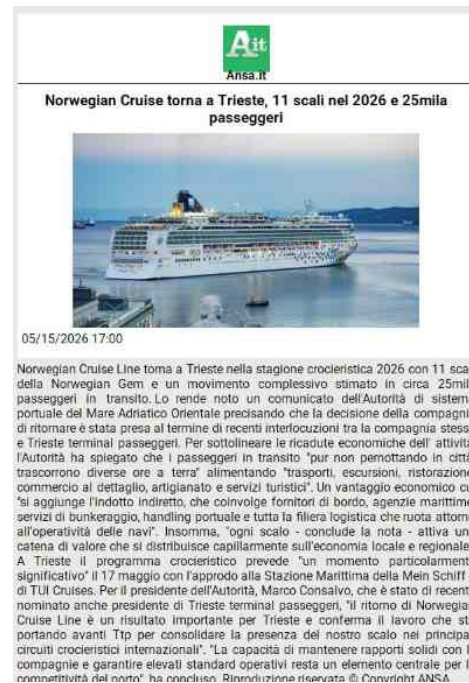 Ait
Ansa.it
Norwegian Cruise torna a Trieste, 11 scali nel 2026 e 25mila
passeggeri
05/15/2026 17:00
Norwegian Cruise Line torna a Trieste nella stagione crocieristica 2026 con 11 sca
della Norwegian Gem e un movimento complessivo stimato in circa 25mil
passeggeri in transito. Lo rende noto un comunicato dell'Autorità di sistem
portuale del Mare Adriatico Orientale precisando che la decisione della compagni
di ritornare è stata presa al termine di recenti interlocuzioni tra la compagnia stess
e Trieste terminal passeggeri. Per sottolineare le ricadute economiche dell' attivit
l'Autorità ha spiegato che i passeggeri in transito "pur non pernottando in citt
trascorrono diverse ore a terra" alimentando "trasporti, escursioni, ristorazion
commercio al dettaglio, artigianato e servizi turistici". Un vantaggio economico cu
"si aggiunge l'indotto indiretto, che coinvolge fornitori di bordo, agenzie marittime
servizi di bunkeraggio, handling portuale e tutta la filiera logistica che ruota attorn
all'operatività delle navi". Insomma, "ogni scalo - conclude la nota - attiva un
catena di valore che si distribuisce capillarmente sull'economia locale e regionale
A Trieste il programma crocieristico prevede "un momento particolarment
significativo" il 17 maggio con l'approdo alla Stazione Marittima della Mein Schiff
di TUI Cruises. Per il presidente dell'Autorità, Marco Consalvo, che è stato di recent
nominato anche presidente di Trieste terminal passeggeri, "il ritorno di Norwegia
Cruise Line è un risultato importante per Trieste e conferma il lavoro che st
portando avanti Ttp per consolidare la presenza del nostro scalo nei principa
circuiti crocieristici internazionali". "La capacità di mantenere rapporti solidi con l
compagnie e garantire elevati standard operativi resta un elemento centrale per l
competitività del porto", ha concluso. Riproduzione riservata © Copyright ANSA